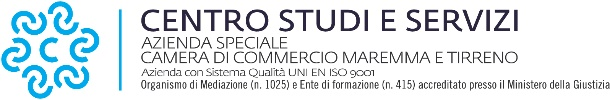 CENTRO STUDI E SERVIZI
AZIENDA SPECIALE
CAMERA DI COMMERCIO MAREMMA E TIRRENO
Azienda con Sistema Qualità UNI EN ISO 9001
Organismo di Mediazione (n. 1025) e Ente di formazione (n. 415) accreditato presso il Ministero della Giustizia